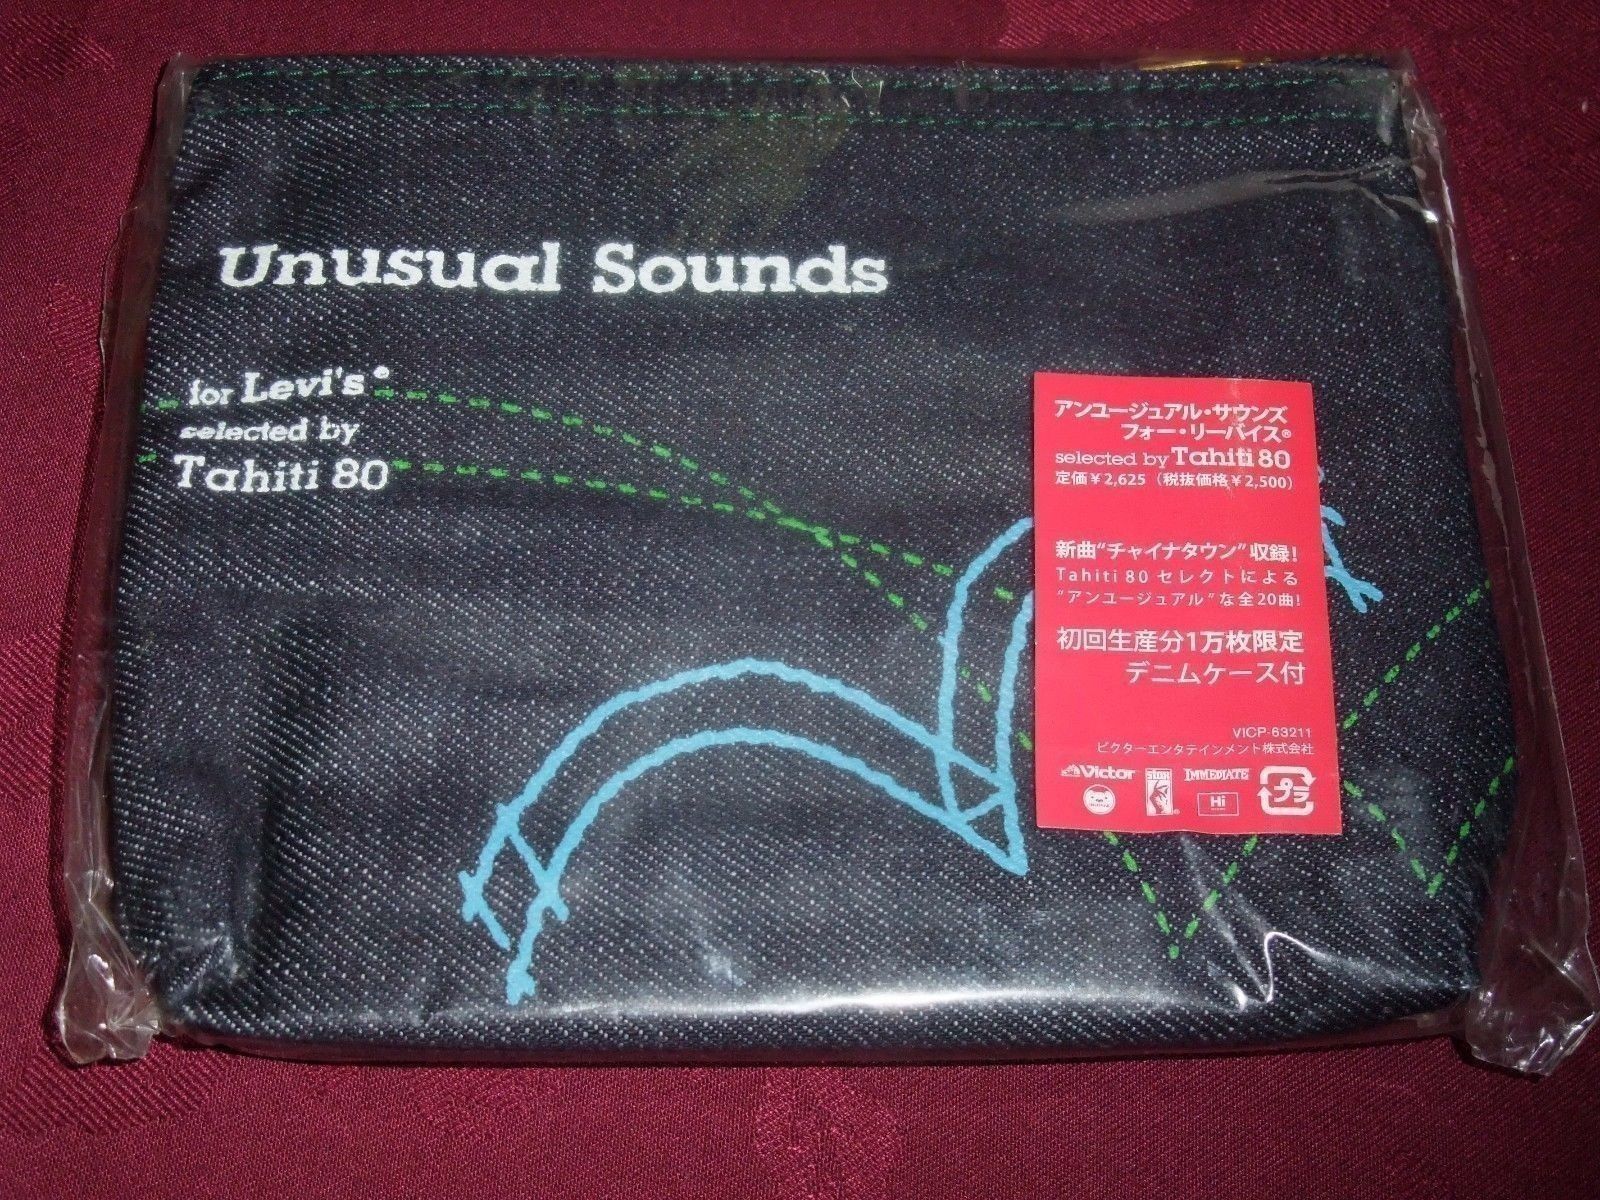 Unusual Sounds
for Levi's®
selected by
Tahiti 80
アンユージュアル・サウンズ
フォー・リーバイス®
selected by Tahiti 80
定価￥2,625（税抜価格￥2,500）
新曲“チャイナタウン”収録!
Tahiti 80 セレクトによる
“アンユージュアル”な全20曲!
初回生産分1万枚限定
デニムケース付
VICP-63211
ビクターエンタテインメント株式会社
Victor stax IMMEDIATE プラ
Hi